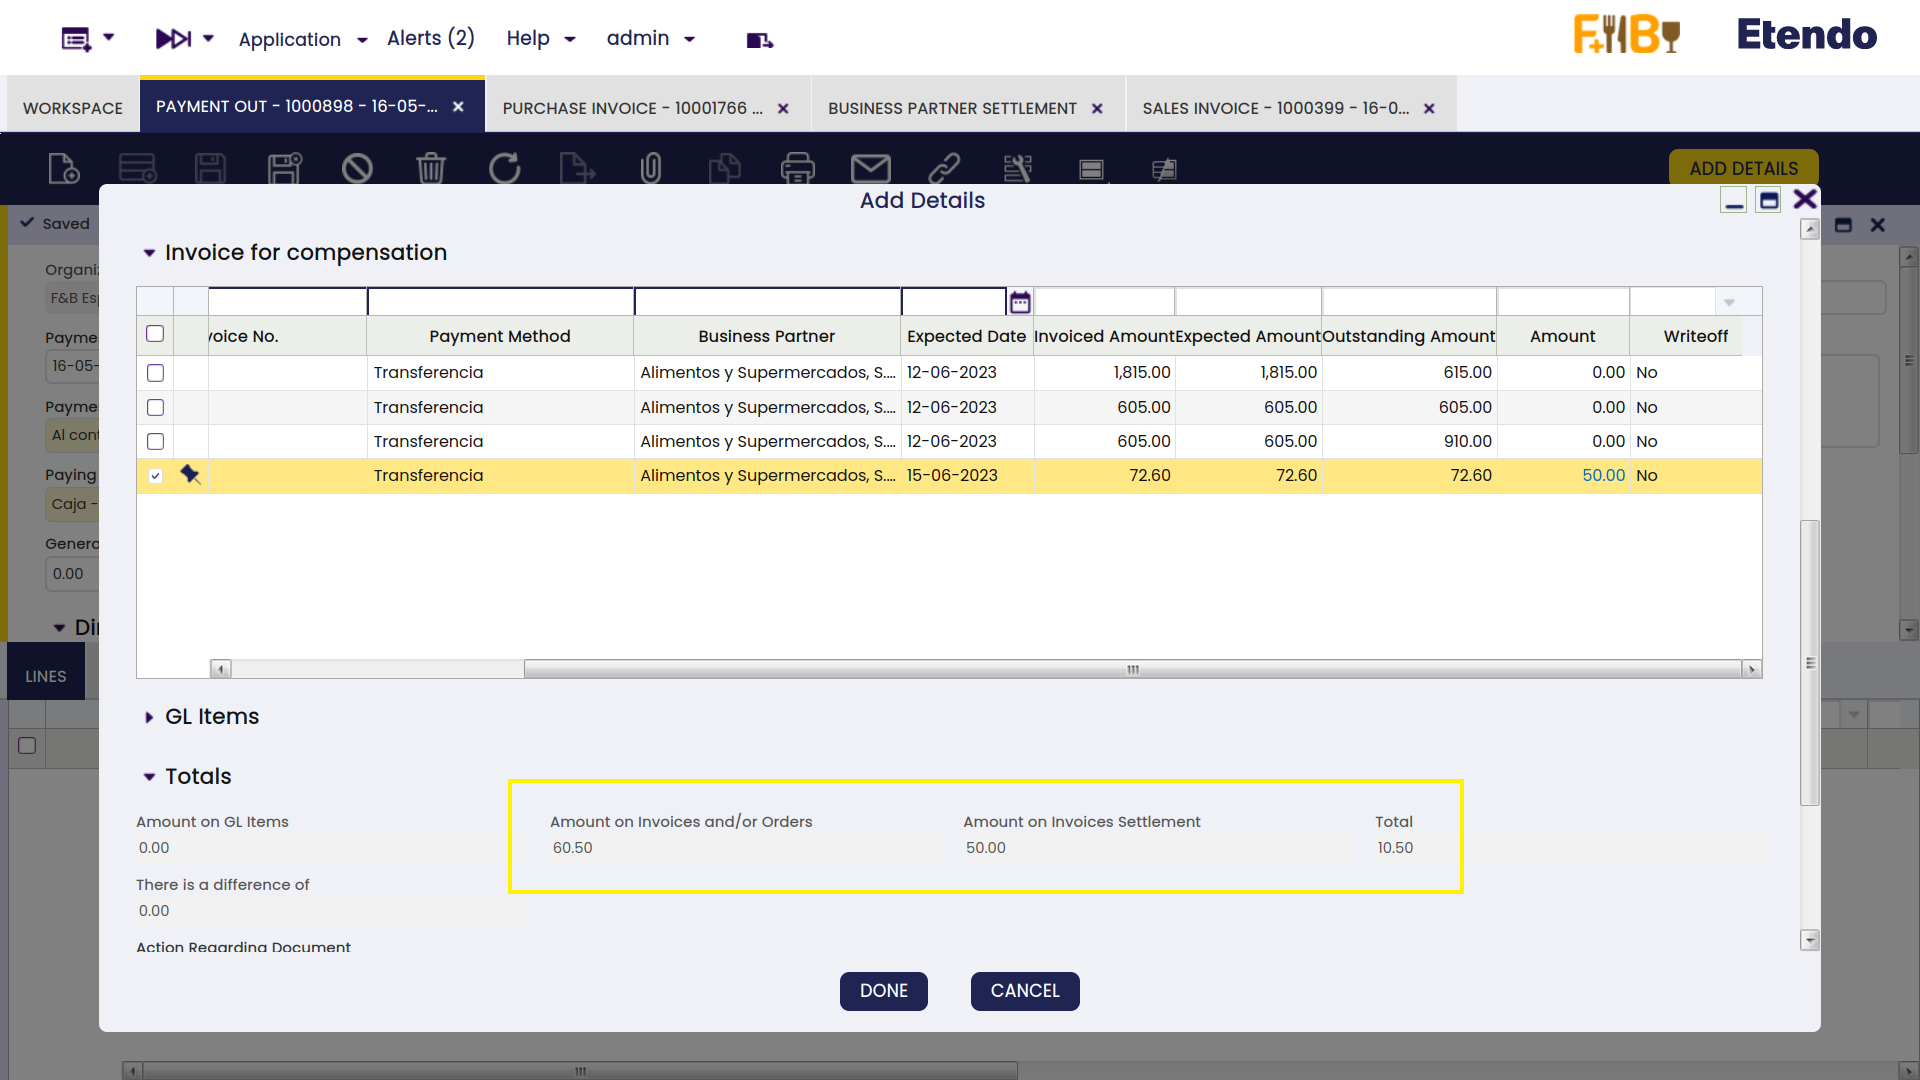 Application
Alerts (2)
Help
admin
F+B
Etendo
WORKSPACE
PAYMENT OUT - 1000898 - 16-05-...
PURCHASE INVOICE - 10001766 ...
BUSINESS PARTNER SETTLEMENT
SALES INVOICE - 1000399 - 16-0...
ADD DETAILS
Saved
Add Details
Invoice for compensation
Organiz
F&B Esp
voice No.
Payment Method
Business Partner
Expected Date
Invoiced Amount
Expected Amount
Outstanding Amount
Amount
Writeoff
Transferencia Alimentos y Supermercados, S.... 12-06-2023 1,815.00 1,815.00 615.00 0.00 No
Transferencia Alimentos y Supermercados, S.... 12-06-2023 605.00 605.00 605.00 0.00 No
Transferencia Alimentos y Supermercados, S.... 12-06-2023 605.00 605.00 910.00 0.00 No
Transferencia Alimentos y Supermercados, S.... 15-06-2023 72.60 72.60 72.60 50.00 No
Payme
16-05-
Payme
Al cont
Paying
Caja -
Genera
0.00
Din
LINES
GL Items
Totals
Amount on GL Items
0.00
Amount on Invoices and/or Orders
60.50
Amount on Invoices Settlement
50.00
Total
10.50
There is a difference of
0.00
Action Regarding Document
DONE
CANCEL